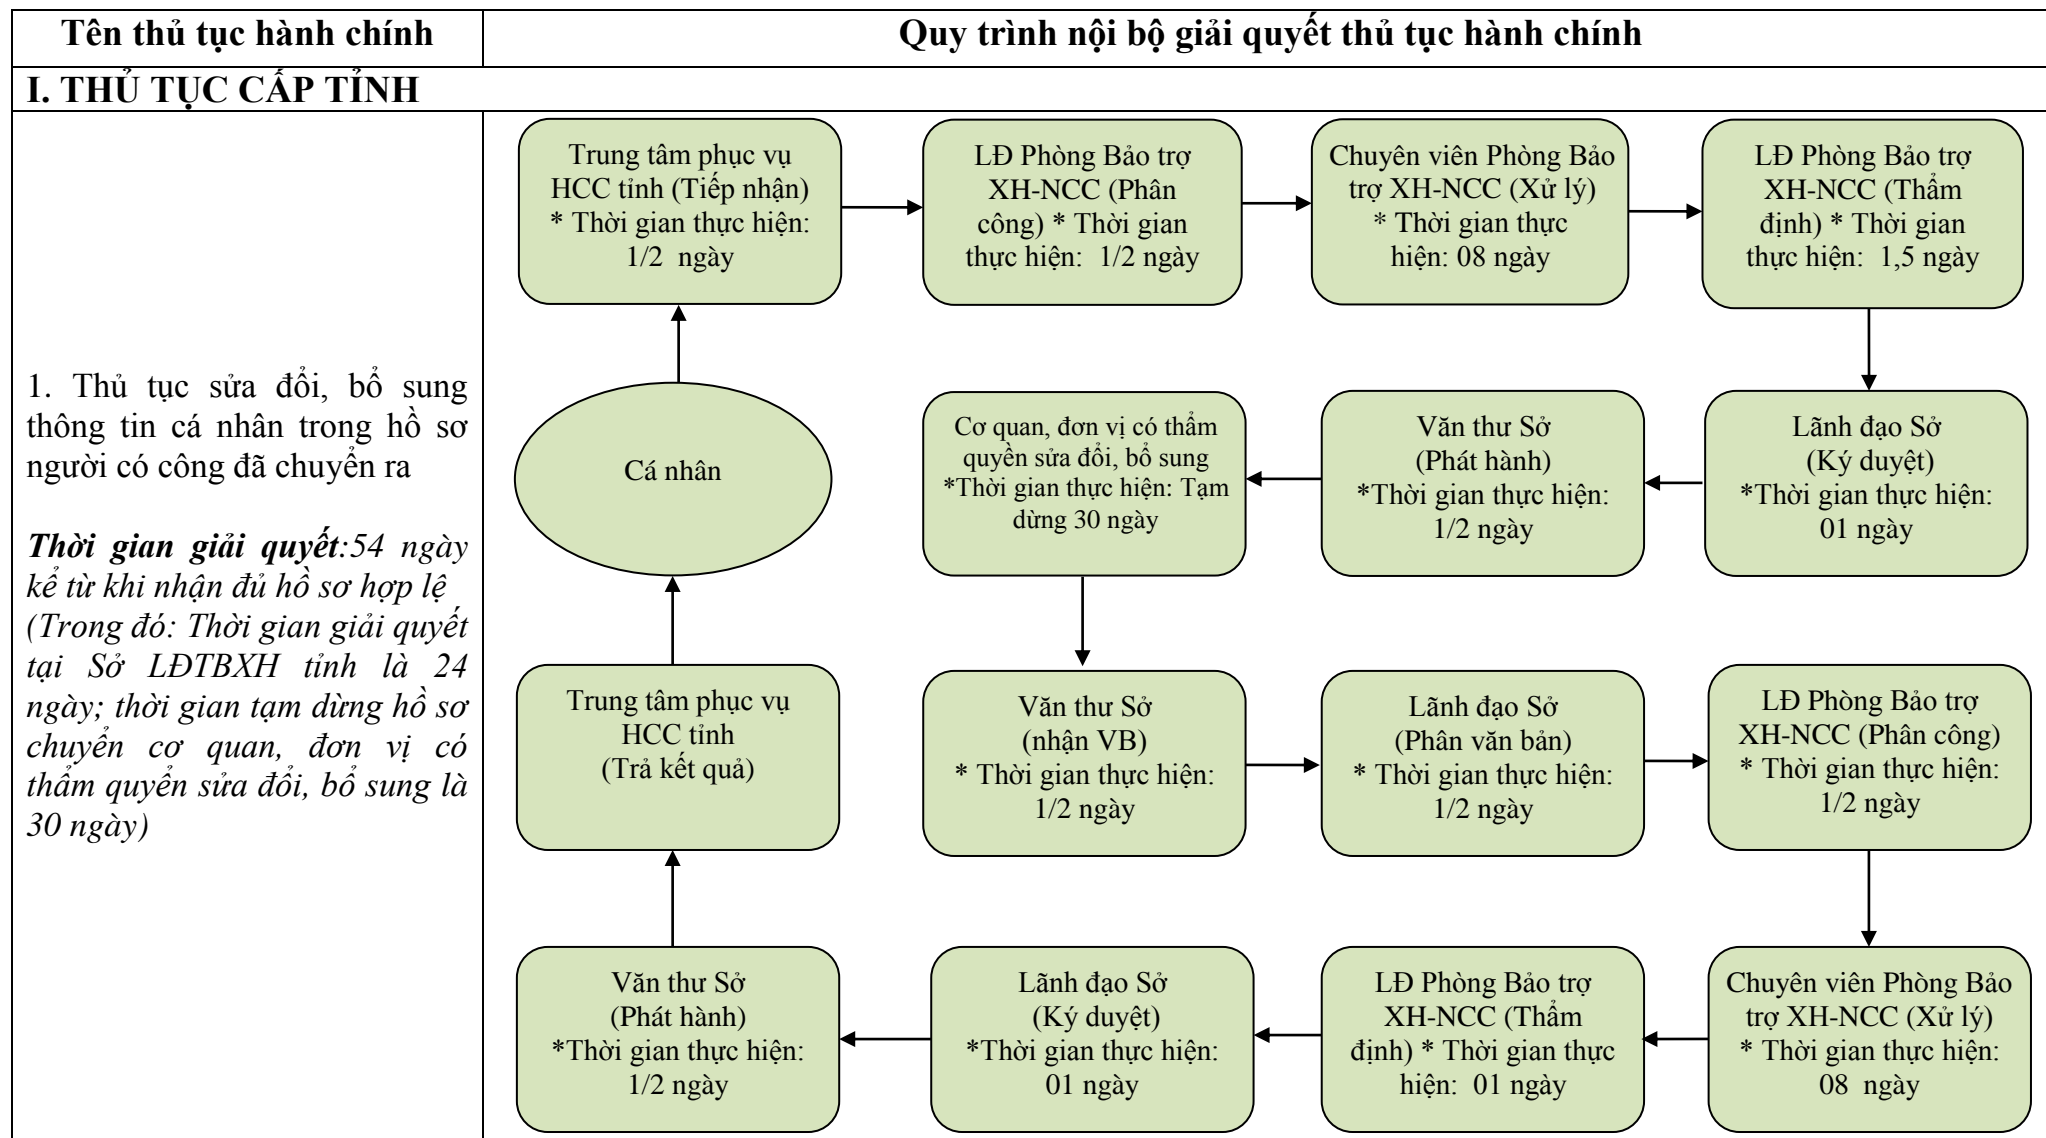 Tên thủ tục hành chính
Quy trình nội bộ giải quyết thủ tục hành chính
I. THỦ TỤC CẤP TỈNH
1. Thủ tục sửa đổi, bổ sung
thông tin cá nhân trong hồ sơ
người có công đã chuyển ra
Thời gian giải quyết:54 ngày
kể từ khi nhận đủ hồ sơ hợp lệ
(Trong đó: Thời gian giải quyết
tại Sở LĐTBXH tỉnh là 24
ngày; thời gian tạm dừng hồ sơ
chuyển cơ quan, đơn vị có
thẩm quyển sửa đổi, bổ sung là
30 ngày)
Trung tâm phục vụ
HCC tỉnh (Tiếp nhận)
* Thời gian thực hiện:
1/2 ngày
LĐ Phòng Bảo trợ
XH-NCC (Phân
công) * Thời gian
thực hiện: 1/2 ngày
Chuyên viên Phòng Bảo
trợ XH-NCC (Xử lý)
* Thời gian thực
hiện: 08 ngày
LĐ Phòng Bảo trợ
XH-NCC (Thẩm
định) * Thời gian
thực hiện: 1,5 ngày
Cá nhân
Cơ quan, đơn vị có thẩm
quyền sửa đổi, bổ sung
*Thời gian thực hiện: Tạm
dừng 30 ngày
Văn thư Sở
(Phát hành)
*Thời gian thực hiện:
1/2 ngày
Lãnh đạo Sở
(Ký duyệt)
*Thời gian thực hiện:
01 ngày
Trung tâm phục vụ
HCC tỉnh
(Trả kết quả)
Văn thư Sở
(nhận VB)
* Thời gian thực hiện:
1/2 ngày
Lãnh đạo Sở
(Phân văn bản)
* Thời gian thực hiện:
1/2 ngày
LĐ Phòng Bảo trợ
XH-NCC (Phân công)
* Thời gian thực hiện:
1/2 ngày
Văn thư Sở
(Phát hành)
*Thời gian thực hiện:
1/2 ngày
Lãnh đạo Sở
(Ký duyệt)
*Thời gian thực hiện:
01 ngày
LĐ Phòng Bảo trợ
XH-NCC (Thẩm
định) * Thời gian thực
hiện: 01 ngày
Chuyên viên Phòng Bảo
trợ XH-NCC (Xử lý)
* Thời gian thực hiện:
08 ngày